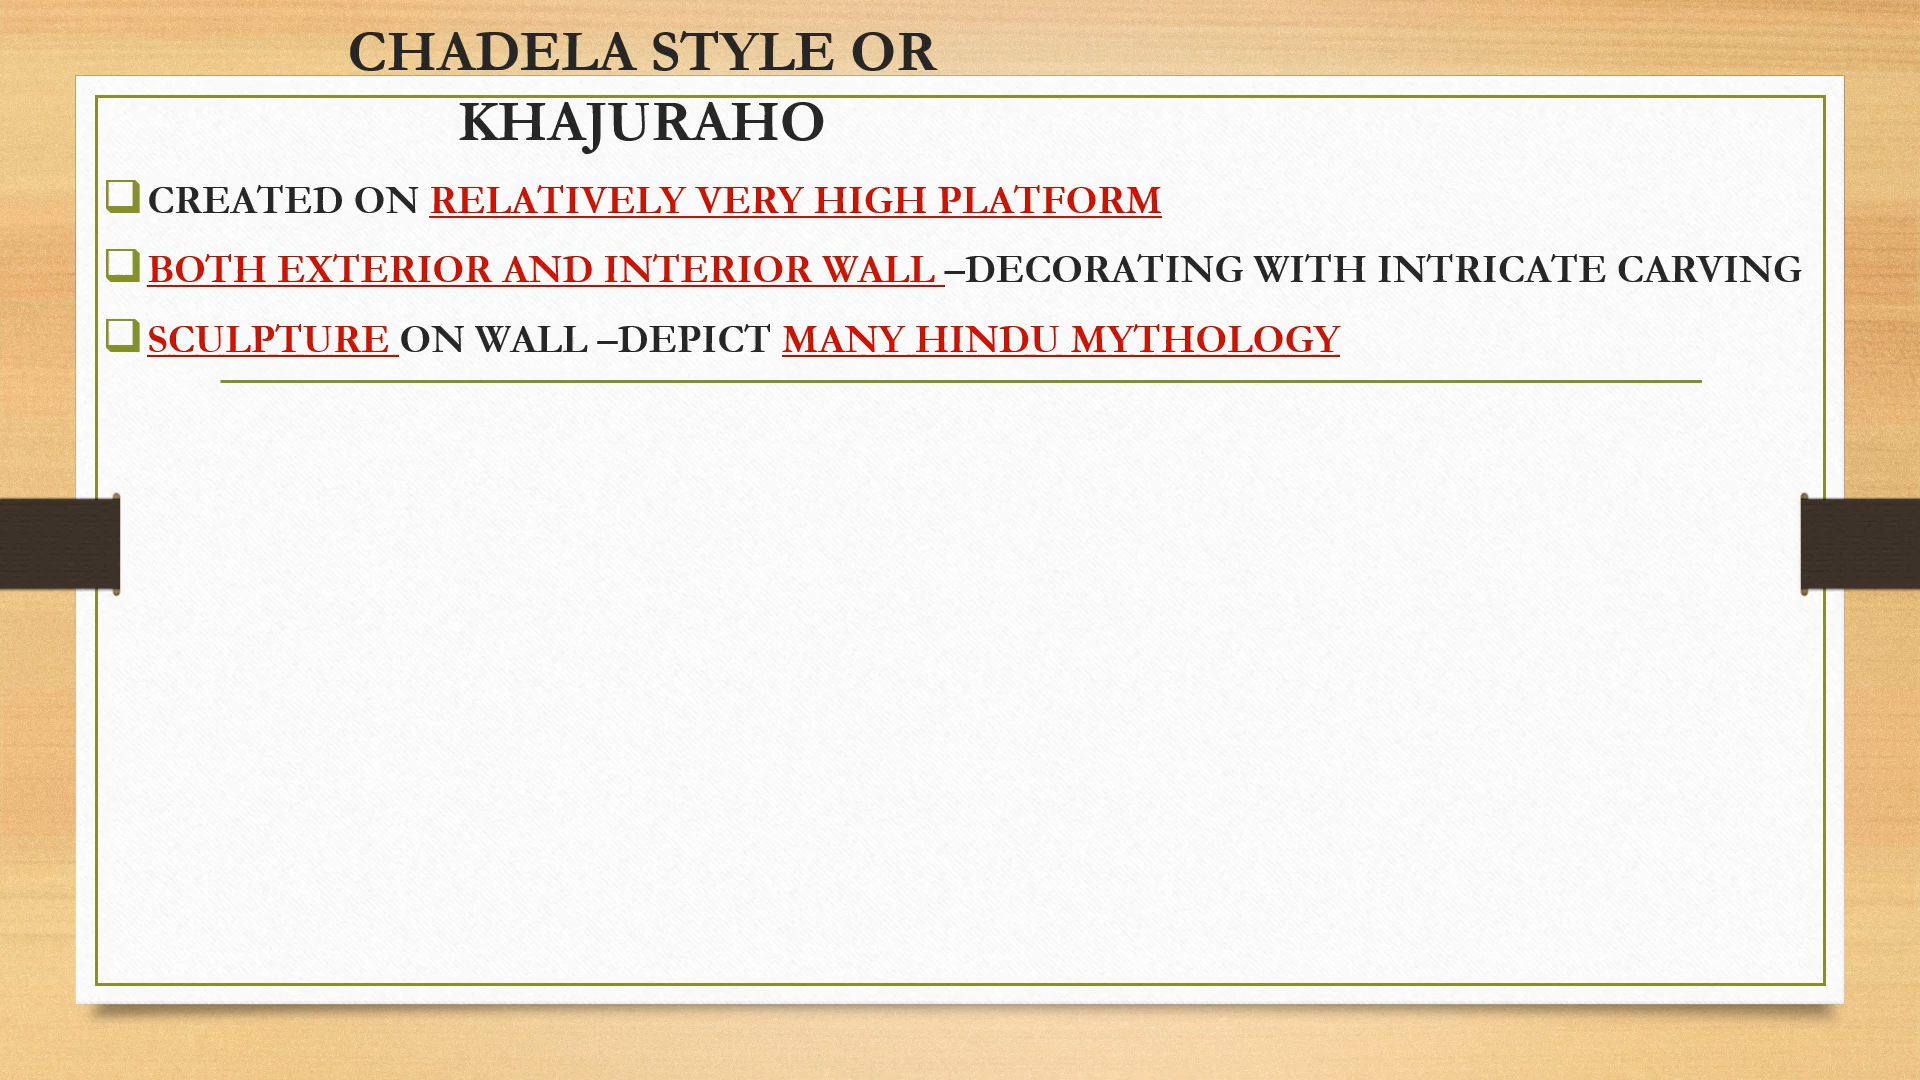 CHADELA STYLE OR
KHAJURAHO
CREATED ON RELATIVELY VERY HIGH PLATFORM
BOTH EXTERIOR AND INTERIOR WALL –DECORATING WITH INTRICATE CARVING
SCULPTURE ON WALL –DEPICT MANY HINDU MYTHOLOGY